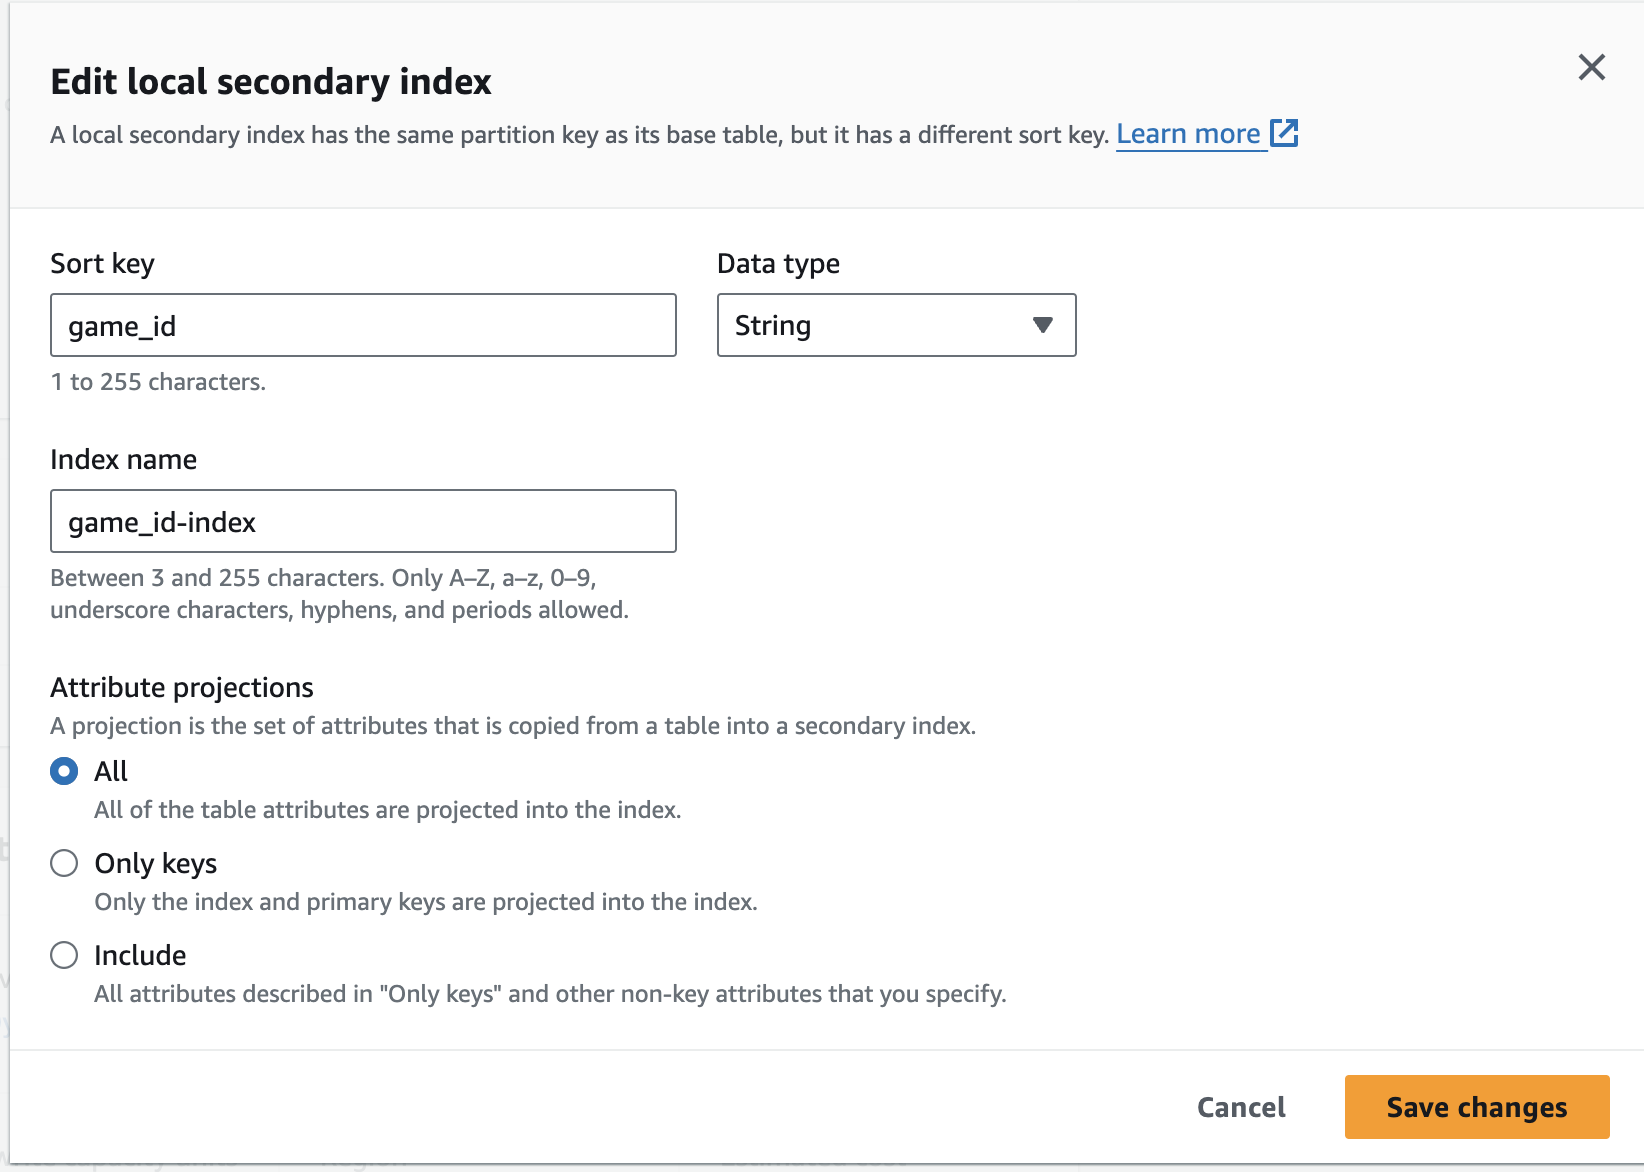 Edit local secondary index
A local secondary index has the same partition key as its base table, but it has a different sort key. Learn more
Sort key
Data type
game_id
String
1 to 255 characters.
Index name
game_id-index
Between 3 and 255 characters. Only A–Z, a–z, 0–9,
underscore characters, hyphens, and periods allowed.
Attribute projections
A projection is the set of attributes that is copied from a table into a secondary index.
All
All of the table attributes are projected into the index.
Only keys
Only the index and primary keys are projected into the index.
Include
All attributes described in "Only keys" and other non-key attributes that you specify.
Cancel
Save changes